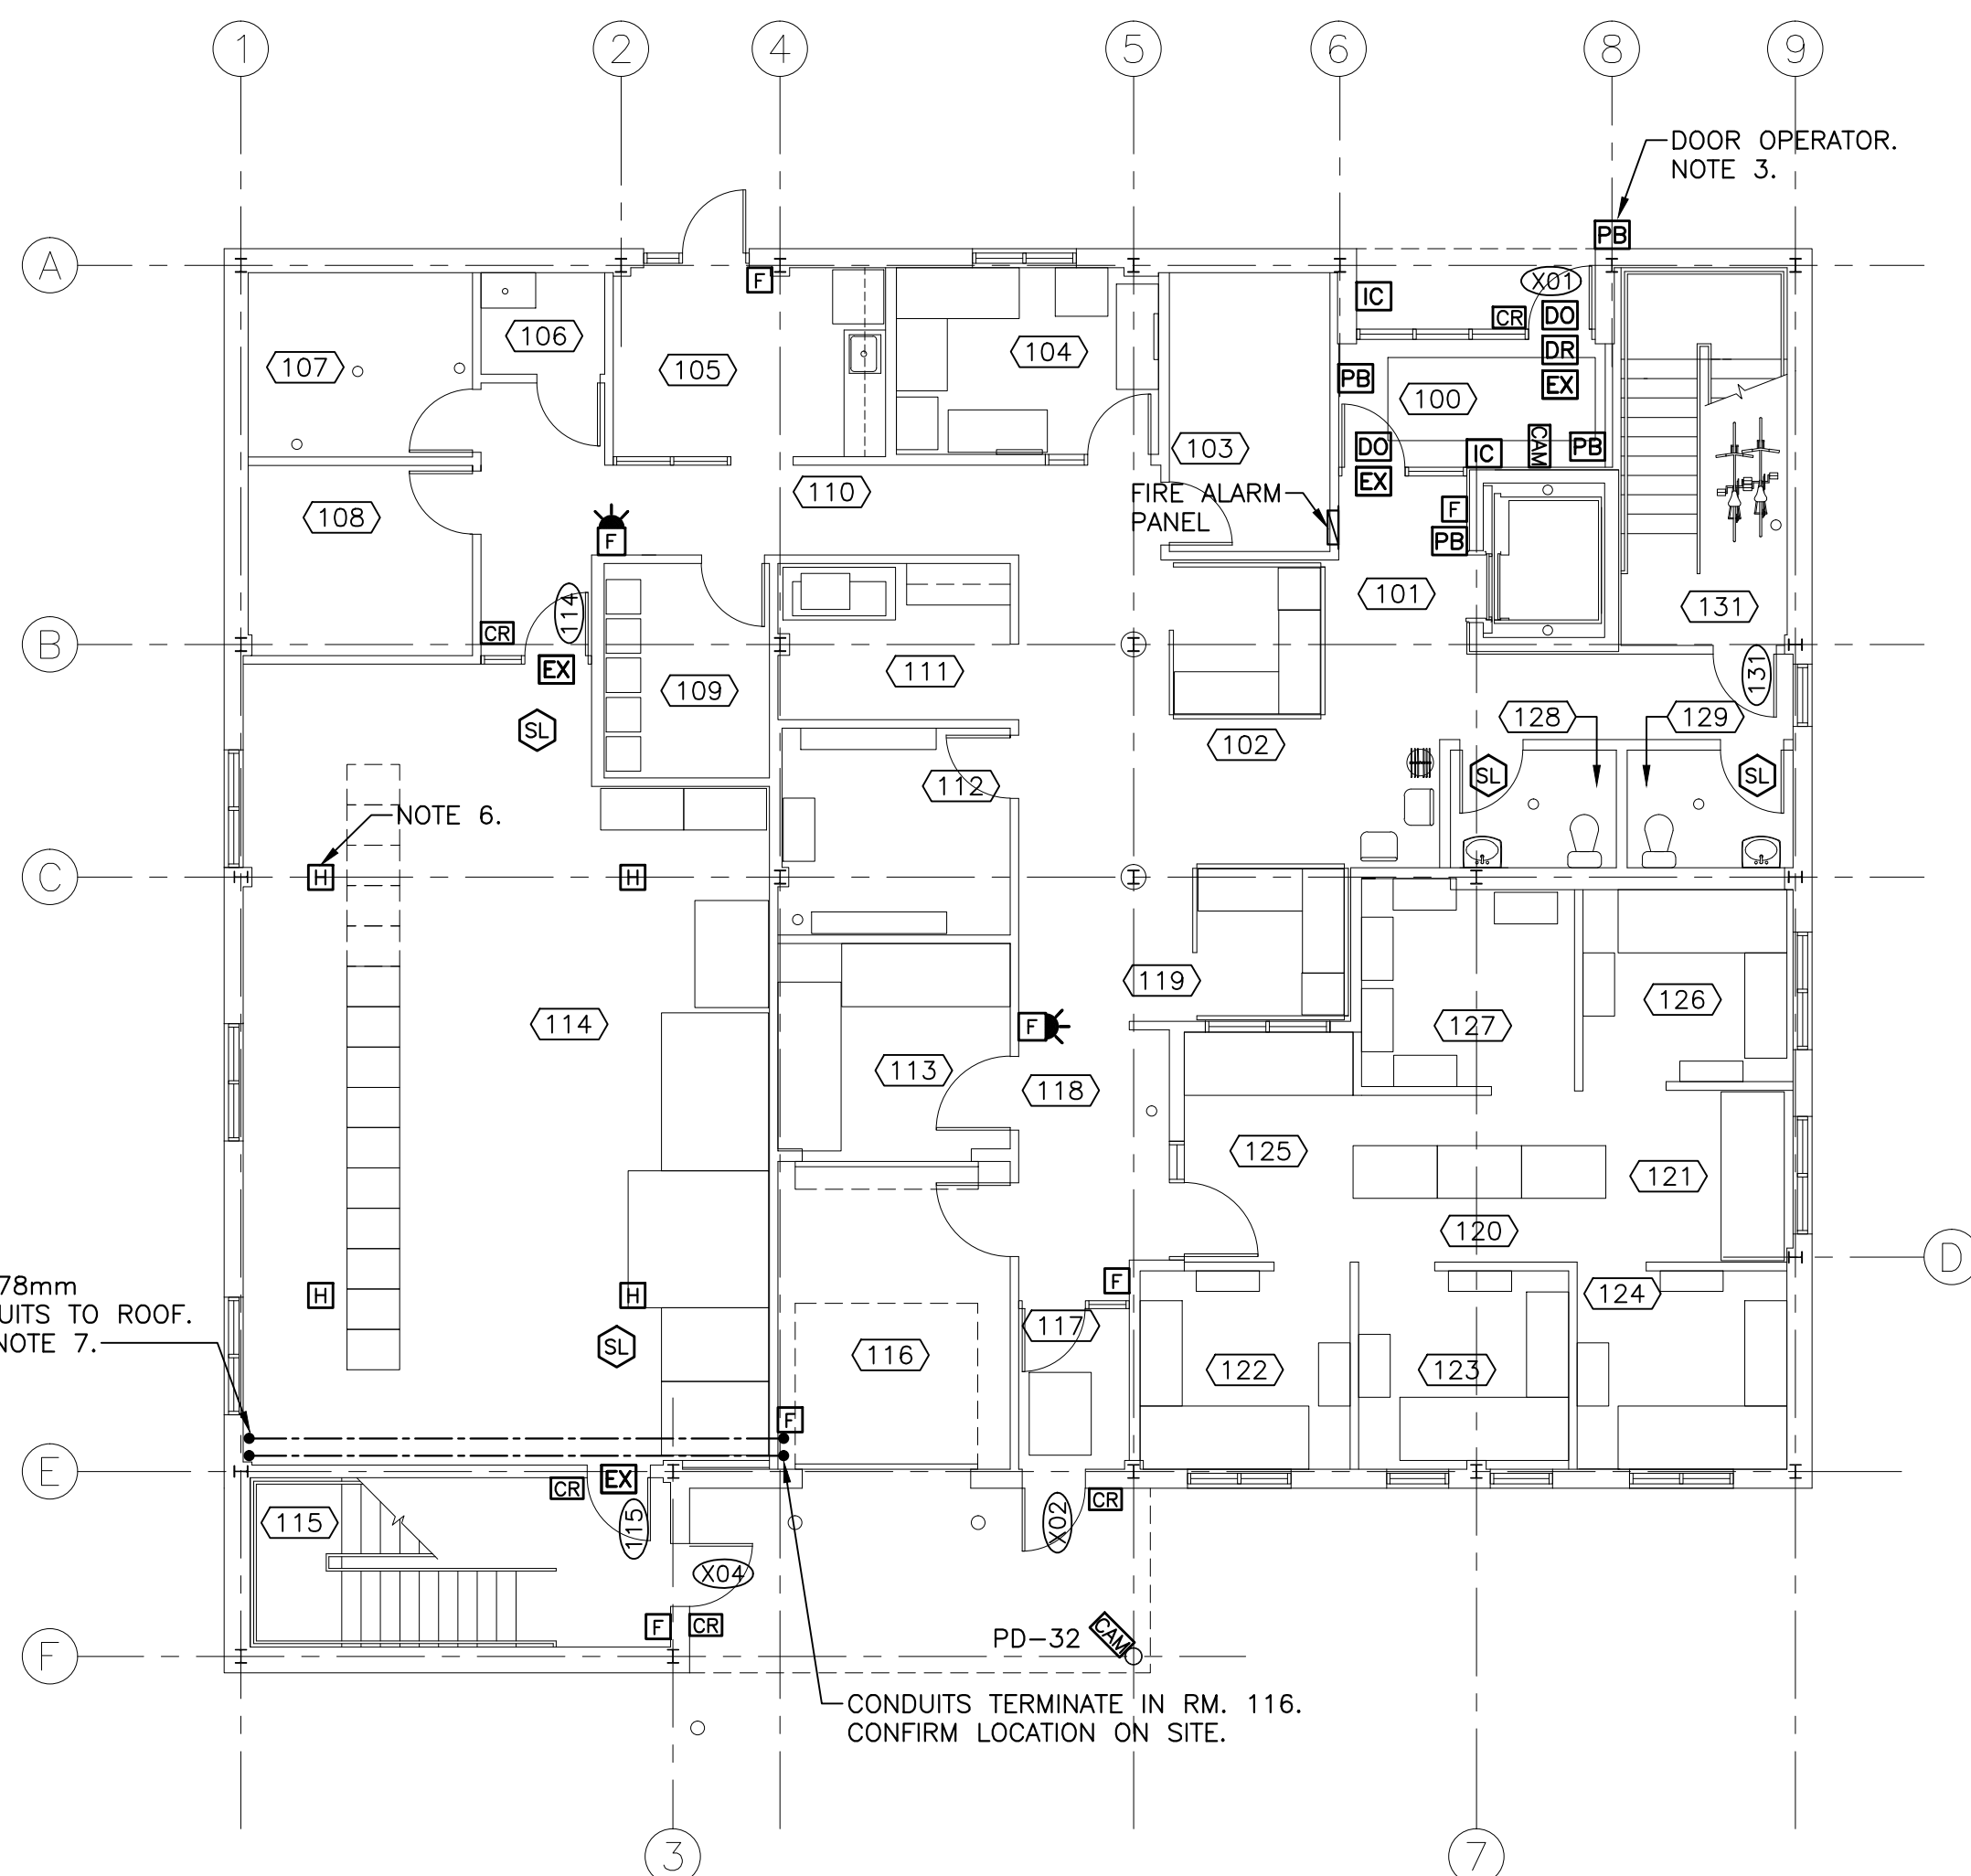 1 2 4 5 6 8 9
DOOR OPERATOR.
NOTE 3.
PB
A
F
X01
IC
CR DO
106
107 105 104 DR
PB EX
100
103 DO IC CAM PB
EX
110
FIRE ALARM
PANEL
108
F
F
PB
114 101 131
B
CR
EX 111 131
109
SL
128 129
102
112 SL SL
NOTE 6.
C
H H
119
126
114 F 127
113
118
125 121
120
D
78mm
UITS TO ROOF.
NOTE 7.
H H F
124
117
SL
116 122 123
F
E
EX
CR CR
115 115 X02
X04
F CR
PD-32 CAM
F
CONDUITS TERMINATE IN RM. 116.
CONFIRM LOCATION ON SITE.
3 7